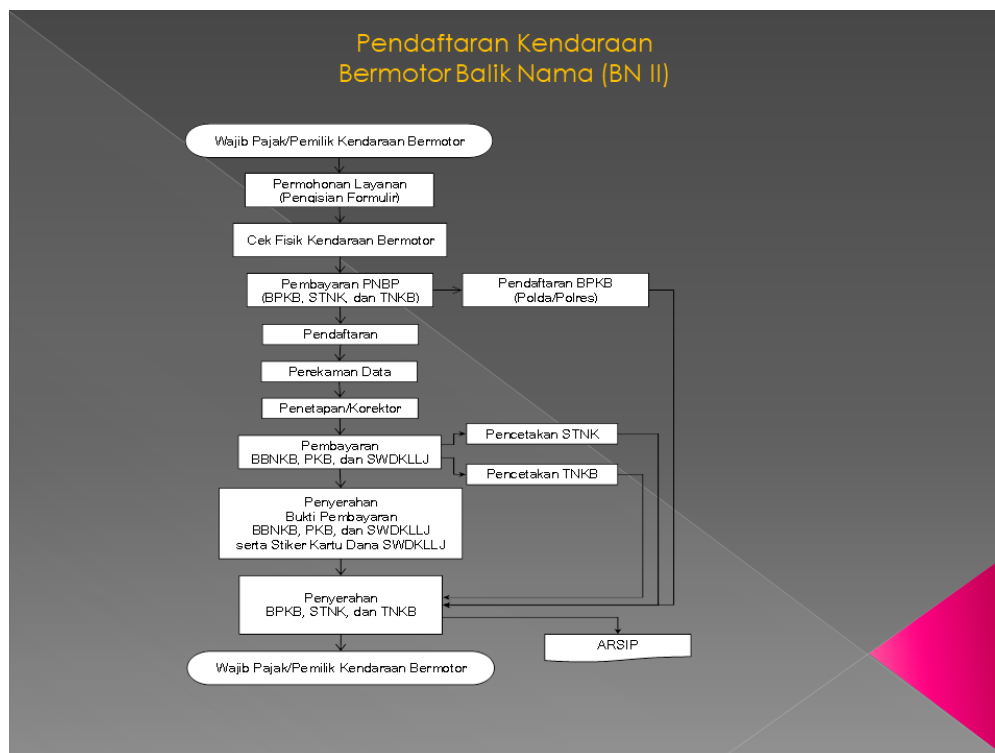 Pendaftaran Kendaraan
Bermotor Balik Nama (BN II)
Wajib Pajak/Pemilik Kendaraan Bermotor
Permohonan Layanan
(Pengisian Formulir)
Cek Fisik Kendaraan Bermotor
Pembayaran PNBP
(BPKB, STNK, dan TNKB)
Pendaftaran BPKB
(Polda/Polres)
Pendaftaran
Perekaman Data
Penetapan/Korektor
Pembayaran
BBNKB, PKB, dan SWDKLLJ
Pencetakan STNK
Pencetakan TNKB
Penyerahan
Bukti Pembayaran
BBNKB, PKB, dan SWDKLLJ
serta Stiker Kartu Dana SWDKLLJ
Penyerahan
BPKB, STNK, dan TNKB
ARSIP
Wajib Pajak/Pemilik Kendaraan Bermotor